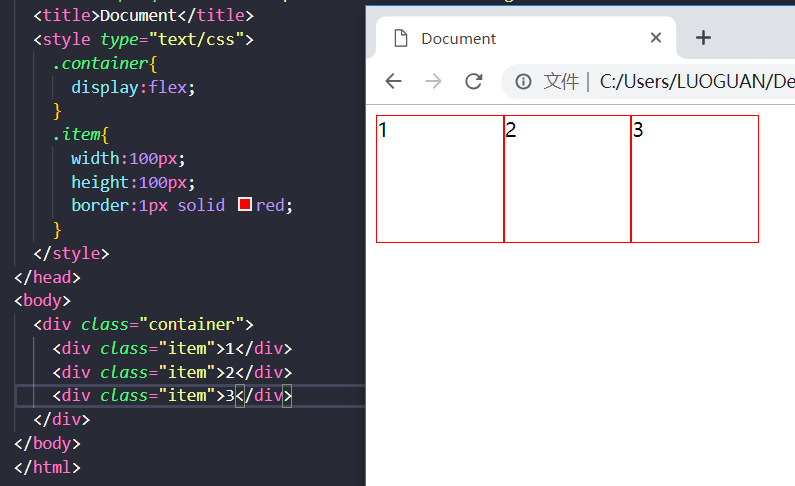 <title>Document</title>
<style type="text/css">
.container{
display:flex;
}
.item{
width:100px;
height:100px;
border:1px solid red;
}
</style>
</head>
<body>
<div class="container">
<div class="item">1</div>
<div class="item">2</div>
<div class="item">3</div>
</div>
</body>
</html>
Document
文件 | C:/Users/LUOGUAN/De
1 2 3